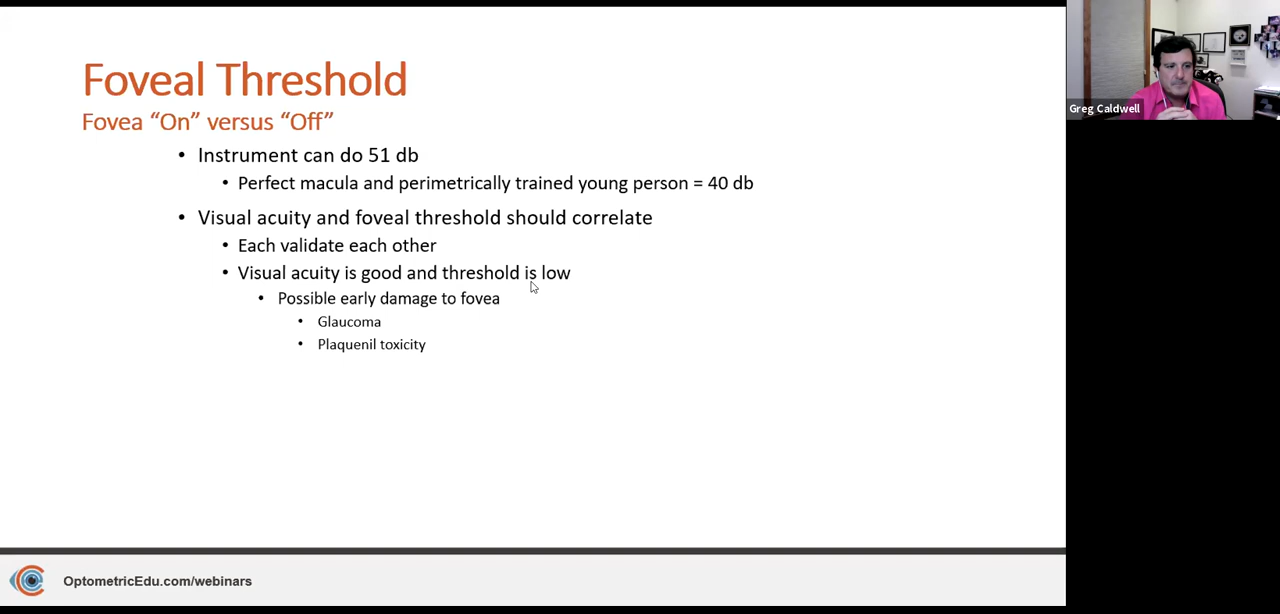 Foveal Threshold
Fovea “On” versus “Off”
• Instrument can do 51 db
• Perfect macula and perimetrically trained young person = 40 db
• Visual acuity and foveal threshold should correlate
• Each validate each other
• Visual acuity is good and threshold is low
• Possible early damage to fovea
• Glaucoma
• Plaquenil toxicity
OptometricEdu.com/webinars
Greg Caldwell